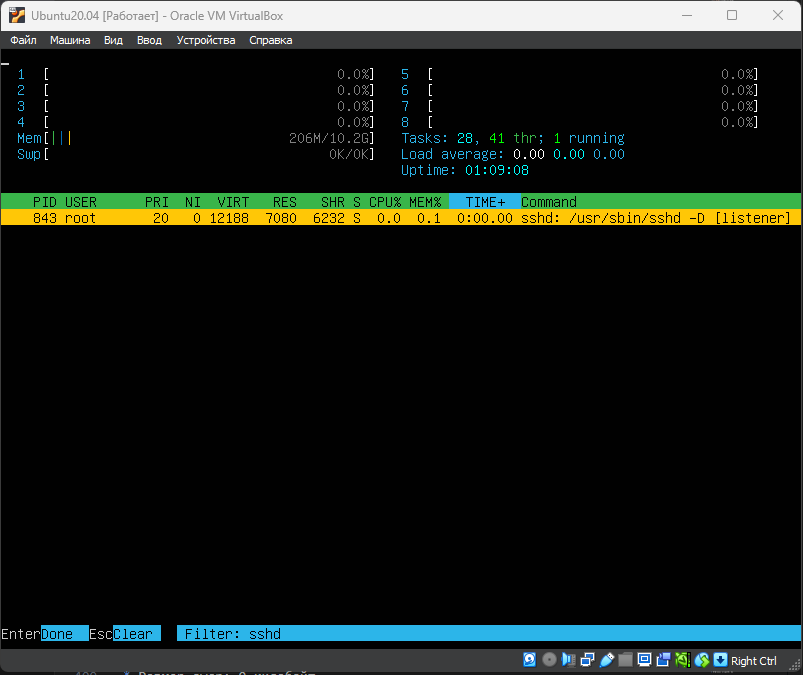 Ubuntu20.04 [Работает] - Oracle VM VirtualBox
Файл Машина Вид Ввод Устройства Справка
1 [ 0.0%] 5 [ 0.0%]
2 [ 0.0%] 6 [ 0.0%]
3 [ 0.0%] 7 [ 0.0%]
4 [ 0.0%] 8 [ 0.0%]
Mem[||| 206M/10.2G] Tasks: 28, 41 thr; 1 running
Swp[ 0K/0K] Load average: 0.00 0.00 0.00
Uptime: 01:09:08
PID USER PRI NI VIRT RES SHR S CPU% MEM% TIME+ Command
843 root 20 0 12188 7080 6232 S 0.0 0.1 0:00.00 sshd: /usr/sbin/sshd -D [listener]
EnterDone EscClear Filter: sshd
Right Ctrl